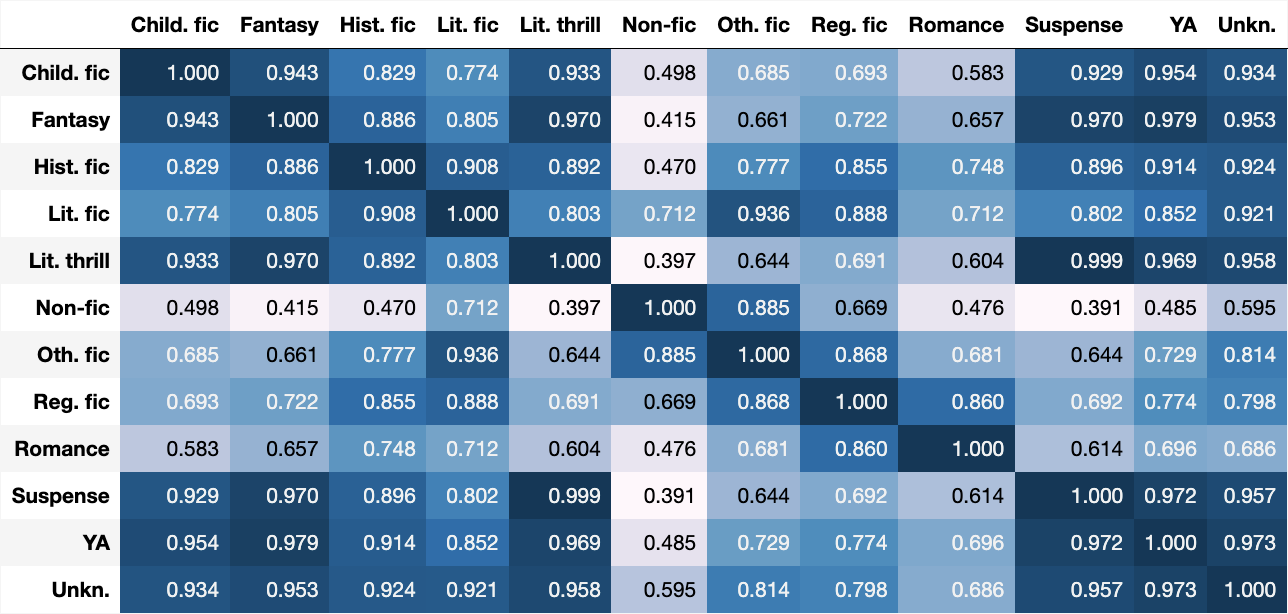 Child. fic Fantasy Hist. fic Lit. fic Lit. thrill Non-fic Oth. fic Reg. fic Romance Suspense YA Unkn.
Child. fic 1.000 0.943 0.829 0.774 0.933 0.498 0.685 0.693 0.583 0.929 0.954 0.934
Fantasy 0.943 1.000 0.886 0.805 0.970 0.415 0.661 0.722 0.657 0.970 0.979 0.953
Hist. fic 0.829 0.886 1.000 0.908 0.892 0.470 0.777 0.855 0.748 0.896 0.914 0.924
Lit. fic 0.774 0.805 0.908 1.000 0.803 0.712 0.936 0.888 0.712 0.802 0.852 0.921
Lit. thrill 0.933 0.970 0.892 0.803 1.000 0.397 0.644 0.691 0.604 0.999 0.969 0.958
Non-fic 0.498 0.415 0.470 0.712 0.397 1.000 0.885 0.669 0.476 0.391 0.485 0.595
Oth. fic 0.685 0.661 0.777 0.936 0.644 0.885 1.000 0.868 0.681 0.644 0.729 0.814
Reg. fic 0.693 0.722 0.855 0.888 0.691 0.669 0.868 1.000 0.860 0.692 0.774 0.798
Romance 0.583 0.657 0.748 0.712 0.604 0.476 0.681 0.860 1.000 0.614 0.696 0.686
Suspense 0.929 0.970 0.896 0.802 0.999 0.391 0.644 0.692 0.614 1.000 0.972 0.957
YA 0.954 0.979 0.914 0.852 0.969 0.485 0.729 0.774 0.696 0.972 1.000 0.973
Unkn. 0.934 0.953 0.924 0.921 0.958 0.595 0.814 0.798 0.686 0.957 0.973 1.000